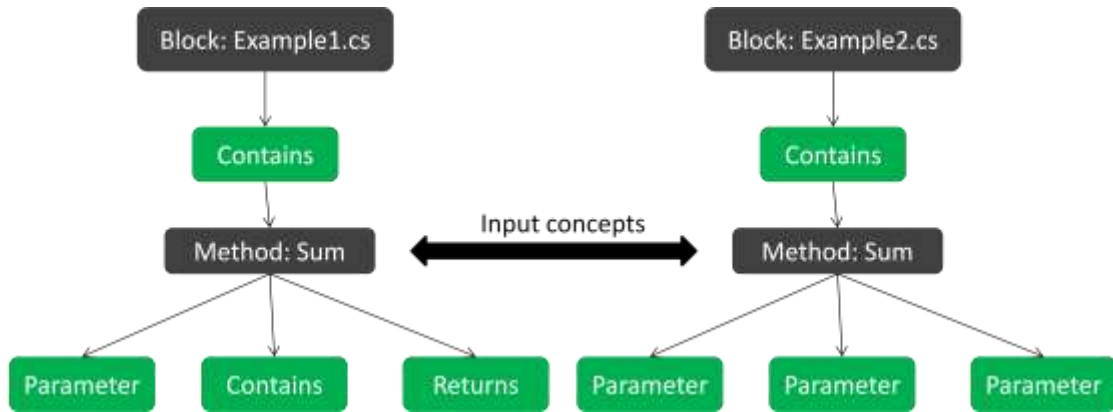 Block: Example1.cs
Block: Example2.cs
Contains
Contains
Input concepts
Method: Sum
Method: Sum
Parameter
Contains
Returns
Parameter
Parameter
Parameter